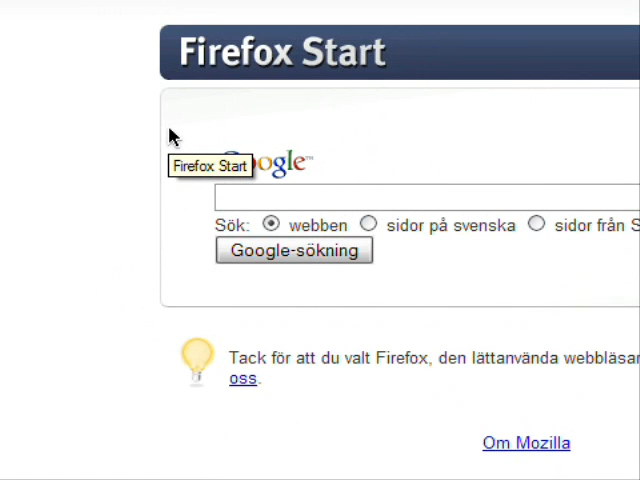 Firefox Start
Google™
Firefox Start
Sök: webben sidor på svenska sidor från S
Google-sökning
Tack för att du valt Firefox, den lättanvända webbläsar
oss.
Om Mozilla